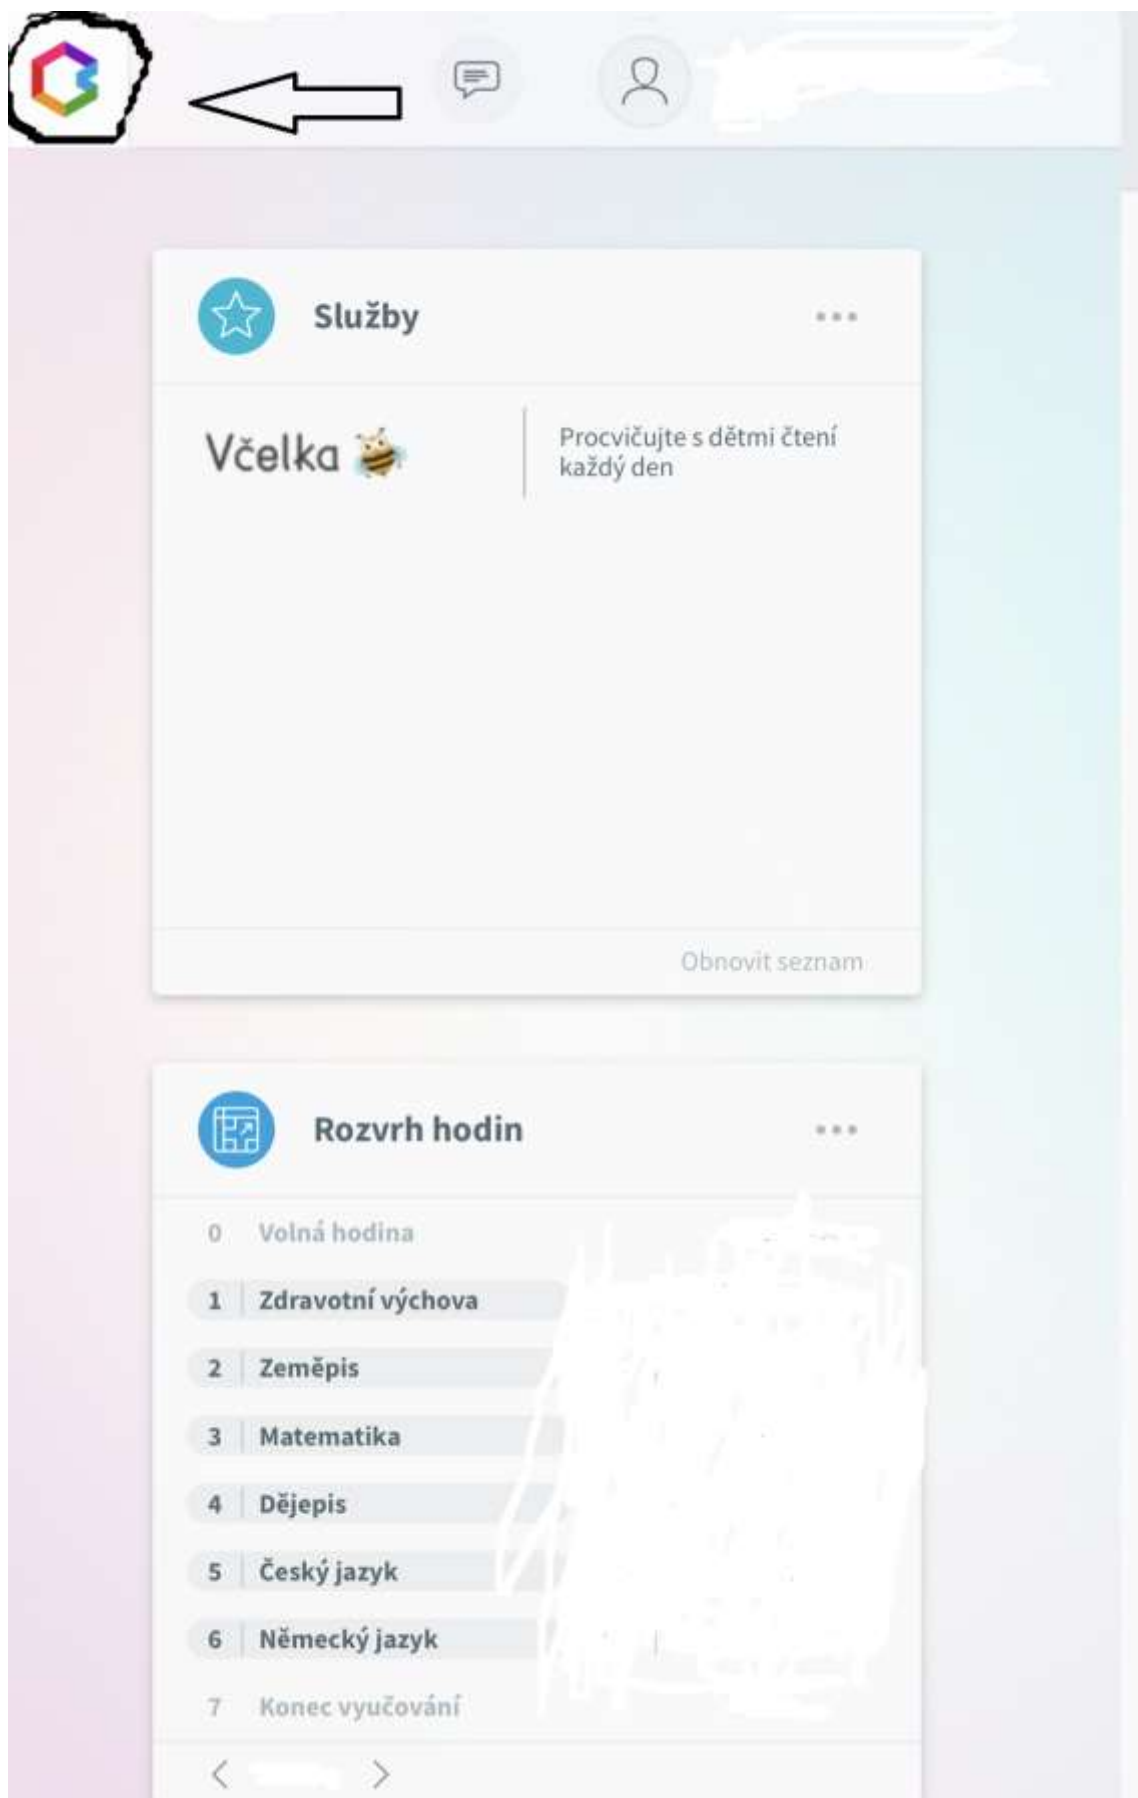 Služby
Včelka
Procvičujte s dětmi čtení
každý den
Obnovit seznam
Rozvrh hodin
0 Volná hodina
1 Zdravotní výchova
2 Zeměpis
3 Matematika
4 Dějepis
5 Český jazyk
6 Německý jazyk
7 Konec vyučování